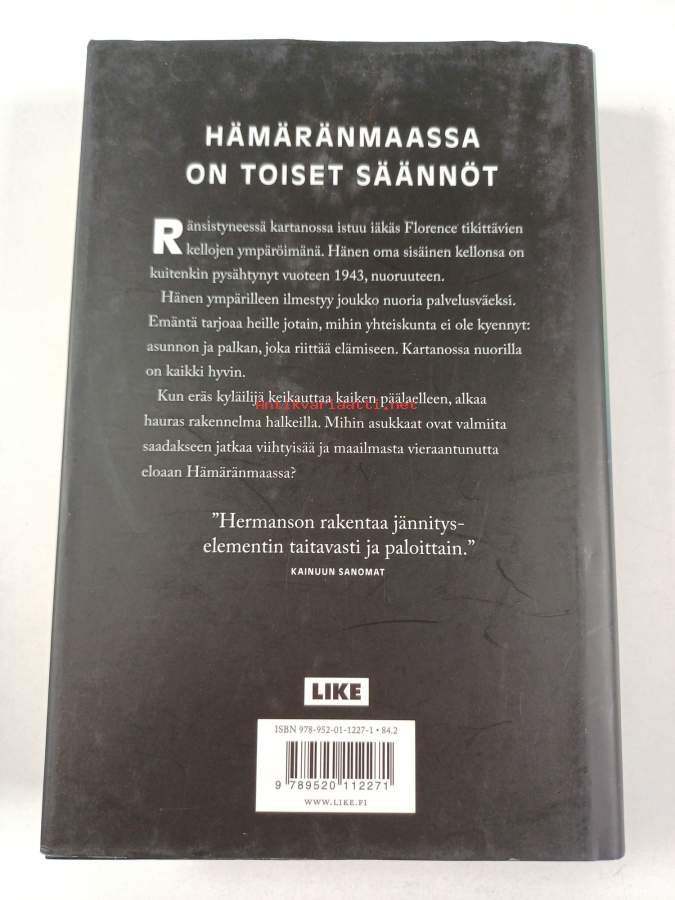 HÄMÄRÄNMAASSA
ON TOISET SÄÄNNÖT
Ränsistyneessä kartanossa istuu iäkäs Florence tikittävien
kellojen ympäröimänä. Hänen oma sisäinen kellonsa on
kuitenkin pysähtynyt vuoteen 1943, nuoruuteen.
Hänen ympärilleen ilmestyy joukko nuoria palvelusväeksi.
Emäntä tarjoaa heille jotain, mihin yhteiskunta ei ole kyennyt:
asunnon ja palkan, joka riittää elämiseen. Kartanossa nuorilla
on kaikki hyvin.
Kun eräs kyläilijä keikauttaa kaiken päälaelleen, alkaa
antikvariaatti.net
hauras rakennelma halkeilla. Mihin asukkaat ovat valmiita
saadakseen jatkaa viihtyisää ja maailmasta vieraantunutta
eloaan Hämäränmaassa?
”Hermanson rakentaa jännitys-
elementin taitavasti ja paloittain.”
KAINUUN SANOMAT
LIKE
ISBN 978-952-01-1227-1 • 84.2
9 789520 112271
WWW.LIKE.FI